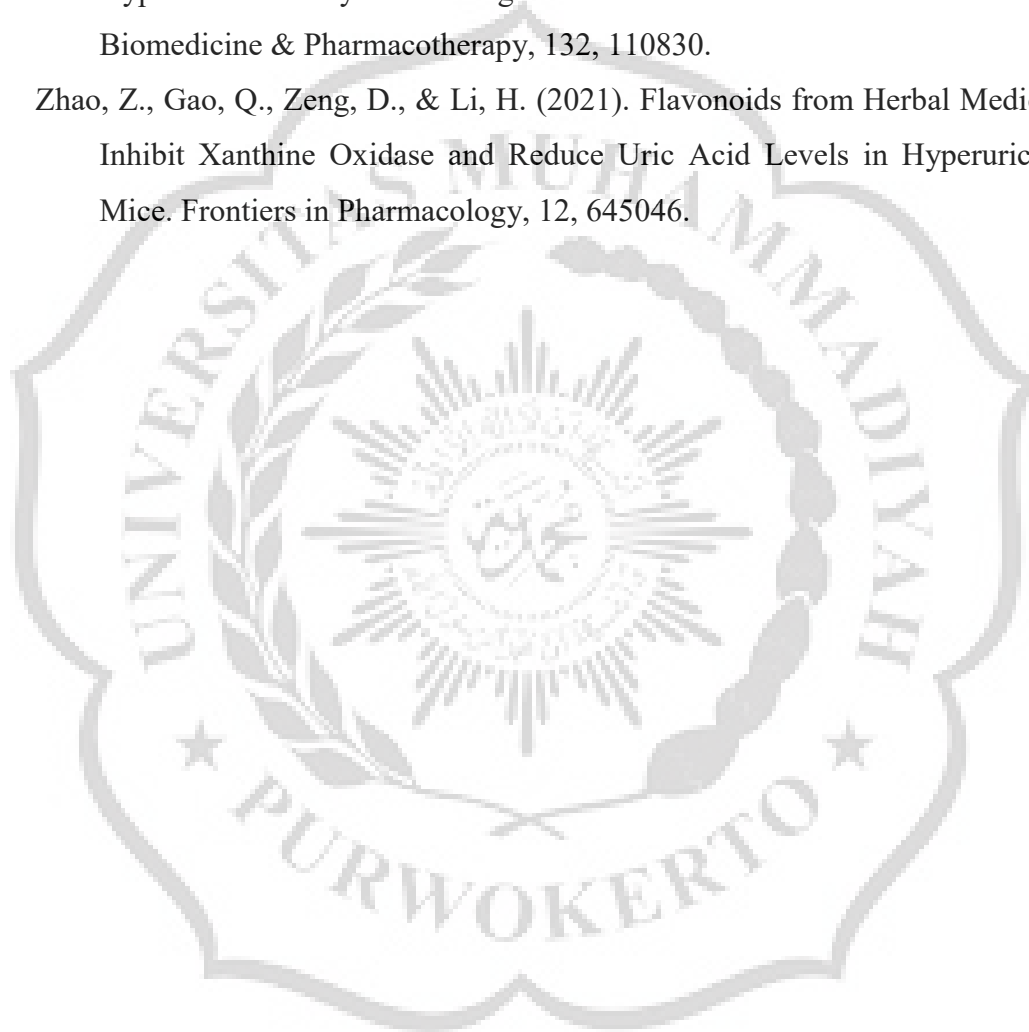 Biomedicine & Pharmacotherapy, 132, 110830.
Zhao, Z., Gao, Q., Zeng, D., & Li, H. (2021). Flavonoids from Herbal Medi
Inhibit Xanthine Oxidase and Reduce Uric Acid Levels in Hyperuric
Mice. Frontiers in Pharmacology, 12, 645046.
UNIVERSITAS MUHAMMADIYAH
PURWOKERTO